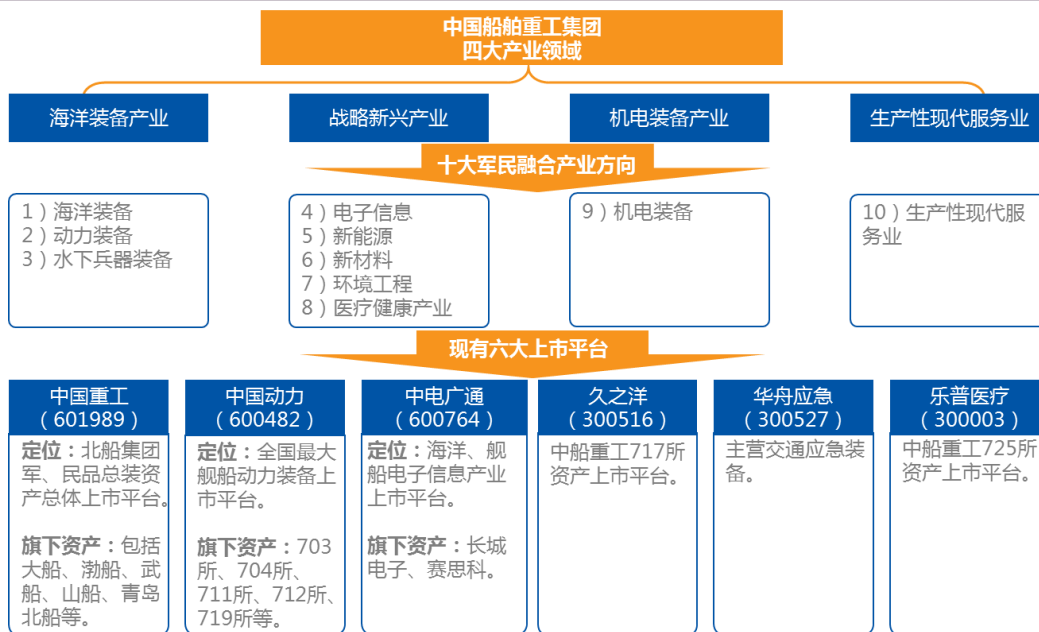 中国船舶重工集团
四大产业领域
海洋装备产业
战略新兴产业
机电装备产业
生产性现代服务业
十大军民融合产业方向
1）海洋装备
2）动力装备
3）水下兵器装备
4）电子信息
5）新能源
6）新材料
7）环境工程
8）医疗健康产业
9）机电装备
10）生产性现代服
务业
现有六大上市平台
中国重工
（601989）
定位：北船集团
军、民品总装资
产总体上市平台。
旗下资产：包括
大船、渤船、武
船、山船、青岛
北船等。
中国动力
（600482）
定位：全国最大
舰船动力装备上
市平台。
旗下资产：703
所、704所、
711所、712所、
719所等。
中电广通
（600764）
定位：海洋、舰
船电子信息产业
上市平台。
旗下资产：长城
电子、赛思科。
久之洋
（300516）
中船重工717所
资产上市平台。
华舟应急
（300527）
主营交通应急装
备。
乐普医疗
（300003）
中船重工725所
资产上市平台。